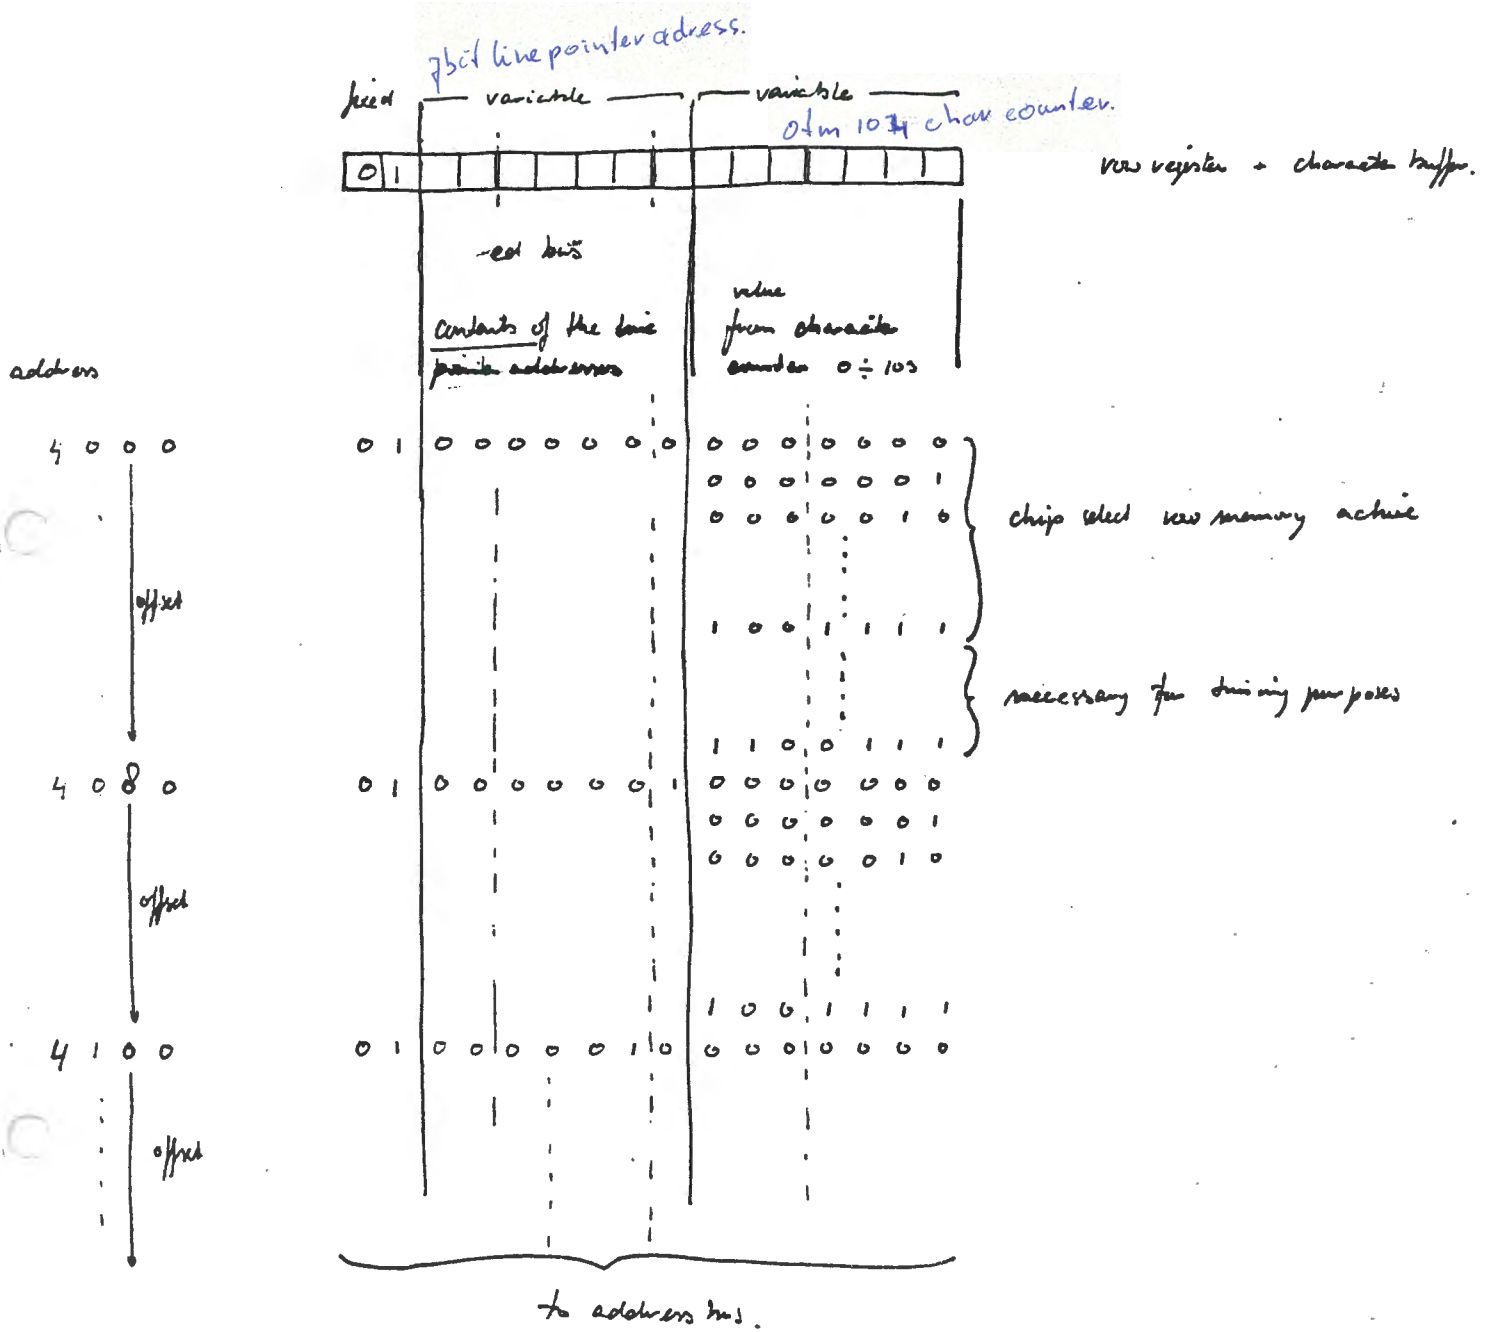 7bit line pointer adress.
fixed variable variable
0 tm 103 char counter.
0 1
row register + character buffer.
-ed bus
value
contents of the line from character
pointer addresses counter 0 ÷ 103
address
4 0 0 0 0 1 0 0 0 0 0 0 0 0 0 0 0 0 0 0
0 0 0 0 0 0 1
0 0 0 0 0 1 0 chip select row memory active
offset
1 0 0 1 1 1 1
necessary for timing purposes
1 1 0 0 1 1 1
4 0 8 0 0 1 0 0 0 0 0 0 1 0 0 0 0 0 0 0
0 0 0 0 0 0 1
0 0 0 0 0 1 0
offset
1 0 0 1 1 1 1
4 1 0 0 0 1 0 0 0 0 0 1 0 0 0 0 0 0 0 0
offset
to address bus.